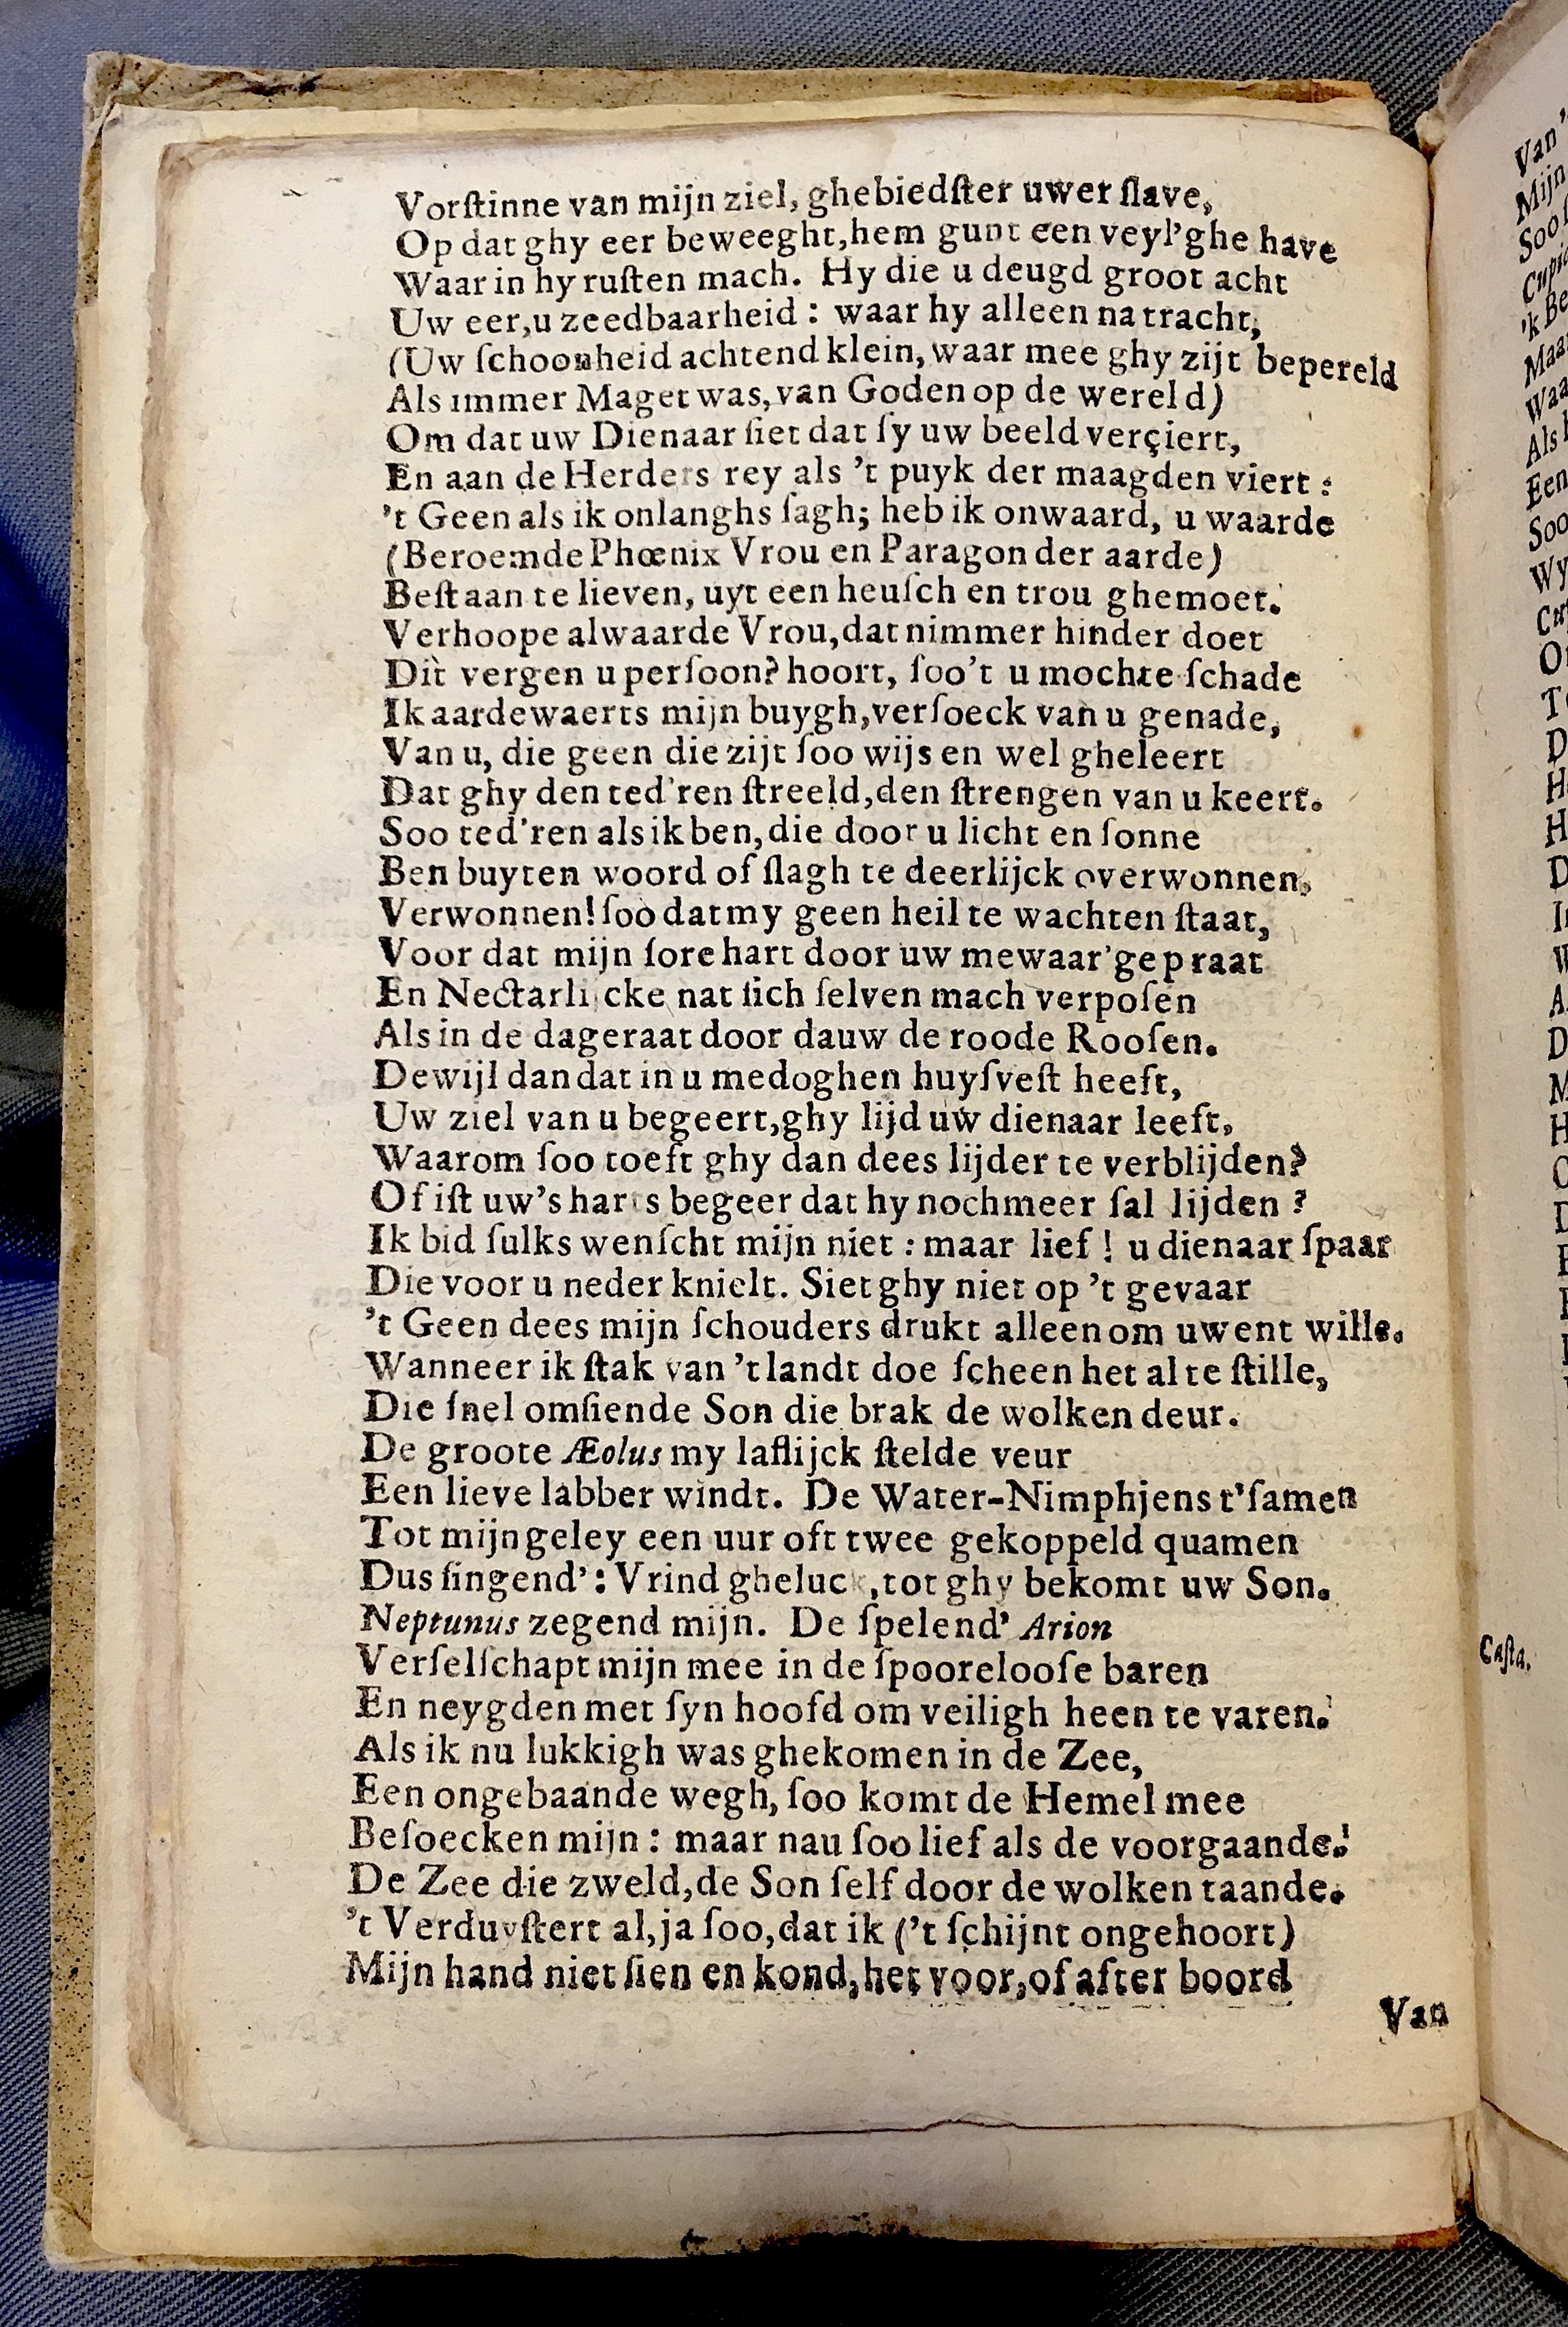 Vorſtinne van mijn ziel, ghebiedſter uwer ſlave,
Op dat ghy eer beweeght, hem gunt een veyl'ghe have
Waar in hy ruſten mach. Hy die u deugd groot acht
Uw eer, u zeedbaarheid : waar hy alleen na tracht,
(Uw ſchoonheid achtend klein, waar mee ghy zijt bepereld
Als immer Maget was, van Goden op de wereld)
Om dat uw Dienaar ſiet dat ſy uw beeld verçiert,
En aan de Herders rey als 't puyk der maagden viert :
't Geen als ik onlanghs ſagh; heb ik onwaard, u waarde
(Beroemde Phœnix Vrou en Paragon der aarde)
Beſtaan te lieven, uyt een heuſch en trou ghemoet.
Verhoope alwaarde Vrou, dat nimmer hinder doet
Dit vergen u perſoon? hoort, ſoo't u mochte ſchade
Ik aardewaerts mijn buygh, verſoeck van u genade,
Van u, die geen die zijt ſoo wijs en wel gheleert
Dat ghy den ted'ren ſtreeld, den ſtrengen van u keert.
Soo ted'ren als ik ben, die door u licht en ſonne
Ben buyten woord of ſlagh te deerlijck overwonnen,
Verwonnen! ſoo dat my geen heil te wachten ſtaat,
Voor dat mijn ſore hart door uw mewaar'ge praat
En Nectarlicke nat ſich ſelven mach verpoſen
Als in de dageraat door dauw de roode Rooſen.
Dewijl dan dat in u medoghen huyſveſt heeft,
Uw ziel van u begeert, ghy lijd uw dienaar leeft,
Waarom ſoo toeft ghy dan dees lijder te verblijden?
Of iſt uw's harts begeer dat hy noch meer ſal lijden ?
Ik bid ſulks wenſcht mijn niet : maar lief ! u dienaar ſpaar
Die voor u neder knielt. Siet ghy niet op 't gevaar
't Geen dees mijn ſchouders drukt alleen om uwent wille.
Wanneer ik ſtak van 't landt doe ſcheen het al te ſtille,
Die ſnel omſiende Son die brak de wolken deur.
De groote Æolus my laſlijck ſtelde veur
Een lieve labber windt. De Water-Nimphjens t'ſamen
Tot mijn geley een uur oft twee gekoppeld quamen
Dus ſingend' : Vrind gheluck, tot ghy bekomt uw Son.
Neptunus zegend mijn. De ſpelend' Arion
Verſelſchapt mijn mee in de ſpooreloofe baren
En neygden met ſyn hoofd om veiligh heen te varen.
Als ik nu lukkigh was ghekomen in de Zee,
Een ongebaande wegh, ſoo komt de Hemel mee
Beſoecken mijn : maar nau ſoo lief als de voorgaande.
De Zee die zweld, de Son ſelf door de wolken taande.
't Verduyſtert al, ja ſoo, dat ik ('t ſchijnt ongehoort)
Mijn hand niet ſien en kond, het voor, of after boord
Van
Caſta.